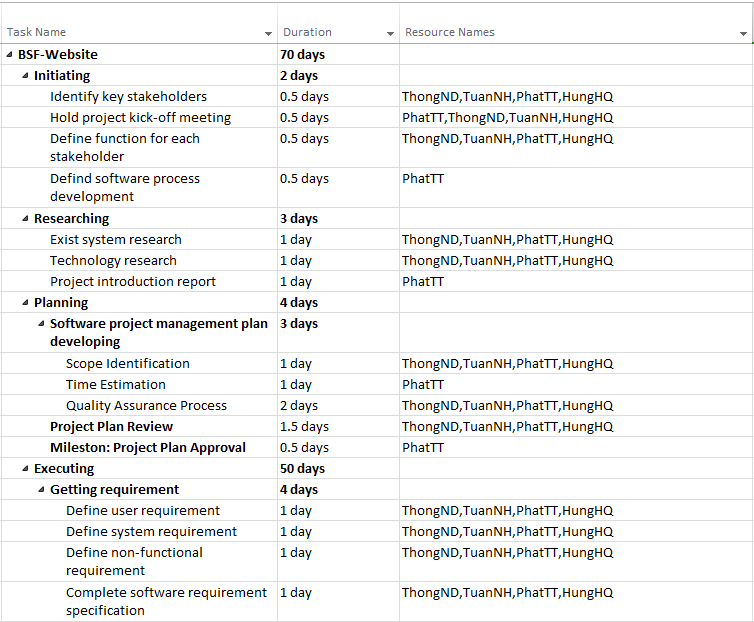 Task Name Duration Resource Names
BSF-Website 70 days
Initiating 2 days
Identify key stakeholders 0.5 days ThongND,TuanNH,PhatTT,HungHQ
Hold project kick-off meeting 0.5 days PhatTT,ThongND,TuanNH,HungHQ
Define function for each 0.5 days ThongND,TuanNH,PhatTT,HungHQ
stakeholder
Defind software process 0.5 days PhatTT
development
Researching 3 days
Exist system research 1 day ThongND,TuanNH,PhatTT,HungHQ
Technology research 1 day ThongND,TuanNH,PhatTT,HungHQ
Project introduction report 1 day PhatTT
Planning 4 days
Software project management plan 3 days
developing
Scope Identification 1 day ThongND,TuanNH,PhatTT,HungHQ
Time Estimation 1 day PhatTT
Quality Assurance Process 2 days ThongND,TuanNH,PhatTT,HungHQ
Project Plan Review 1.5 days ThongND,TuanNH,PhatTT,HungHQ
Mileston: Project Plan Approval 0.5 days PhatTT
Executing 50 days
Getting requirement 4 days
Define user requirement 1 day ThongND,TuanNH,PhatTT,HungHQ
Define system requirement 1 day ThongND,TuanNH,PhatTT,HungHQ
Define non-functional 1 day ThongND,TuanNH,PhatTT,HungHQ
requirement
Complete software requirement 1 day ThongND,TuanNH,PhatTT,HungHQ
specification